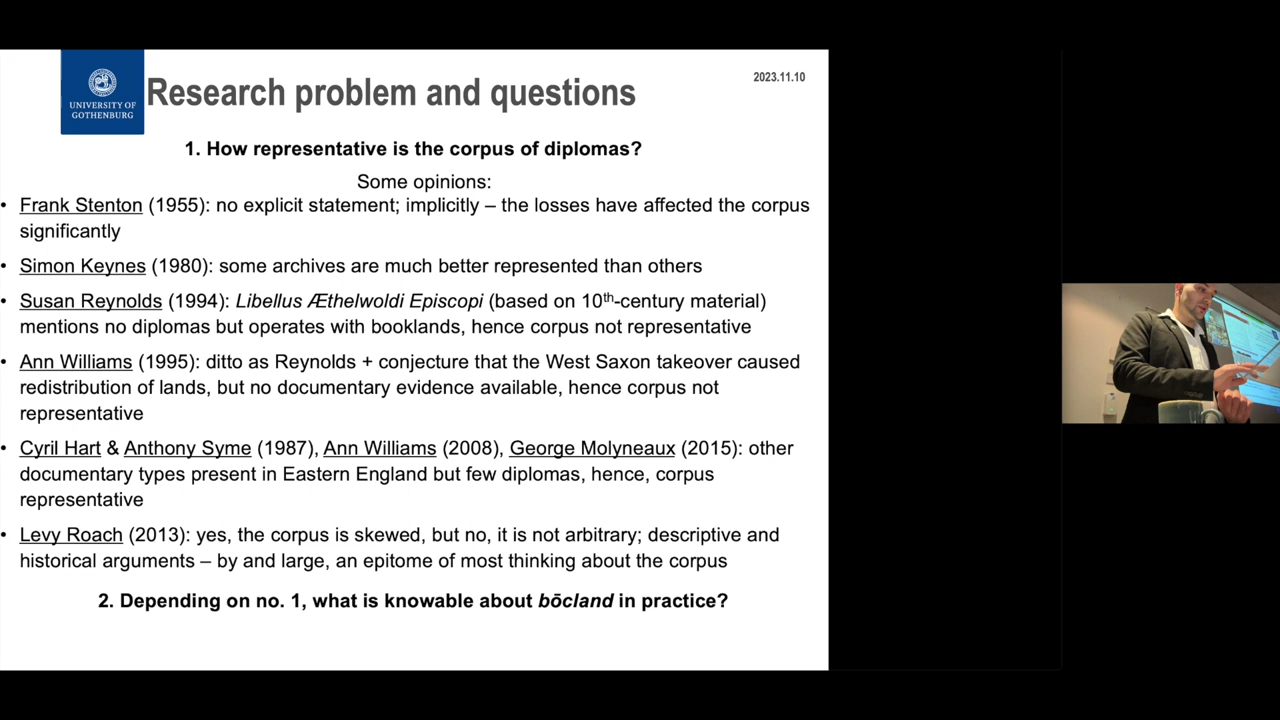 UNIVERSITY OF
GOTHENBURG
Research problem and questions
2023.11.10
1. How representative is the corpus of diplomas?
Some opinions:
• Frank Stenton (1955): no explicit statement; implicitly – the losses have affected the corpus
significantly
• Simon Keynes (1980): some archives are much better represented than others
• Susan Reynolds (1994): Libellus Æthelwoldi Episcopi (based on 10th-century material)
mentions no diplomas but operates with booklands, hence corpus not representative
• Ann Williams (1995): ditto as Reynolds + conjecture that the West Saxon takeover caused
redistribution of lands, but no documentary evidence available, hence corpus not
representative
• Cyril Hart & Anthony Syme (1987), Ann Williams (2008), George Molyneaux (2015): other
documentary types present in Eastern England but few diplomas, hence, corpus
representative
• Levy Roach (2013): yes, the corpus is skewed, but no, it is not arbitrary; descriptive and
historical arguments – by and large, an epitome of most thinking about the corpus
2. Depending on no. 1, what is knowable about bōcland in practice?